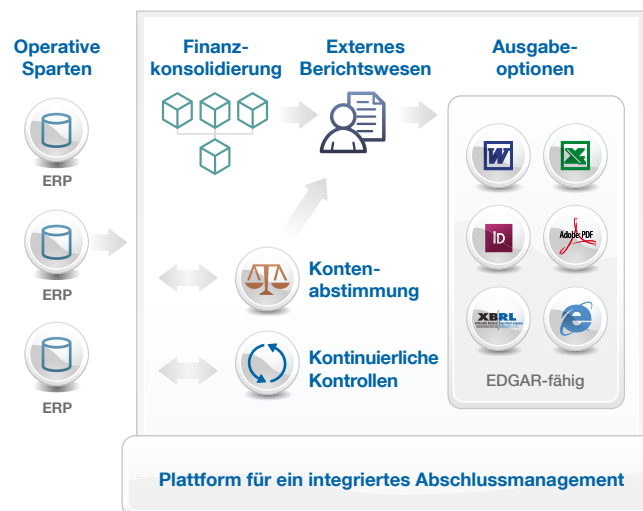 Operative
Sparten
Finanz-
konsolidierung
Externes
Berichtswesen
Ausgabe-
optionen
ERP
ERP
ERP
Konten-
abstimmung
Kontinuierliche
Kontrollen
W
X
ID
Adobe PDF
XBRL
e
EDGAR-fähig
Plattform für ein integriertes Abschlussmanagement